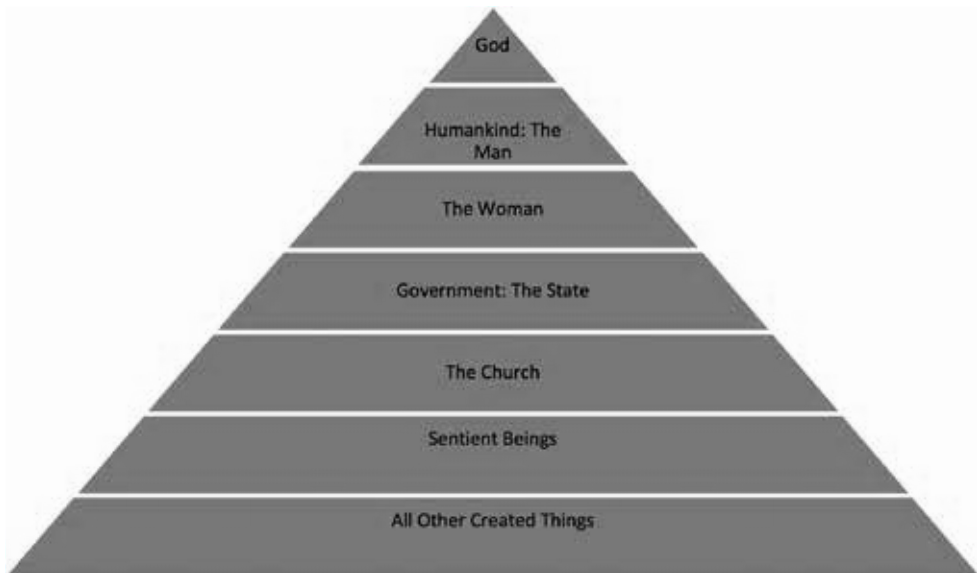 God
Humankind: The
Man
The Woman
Government: The State
The Church
Sentient Beings
All Other Created Things